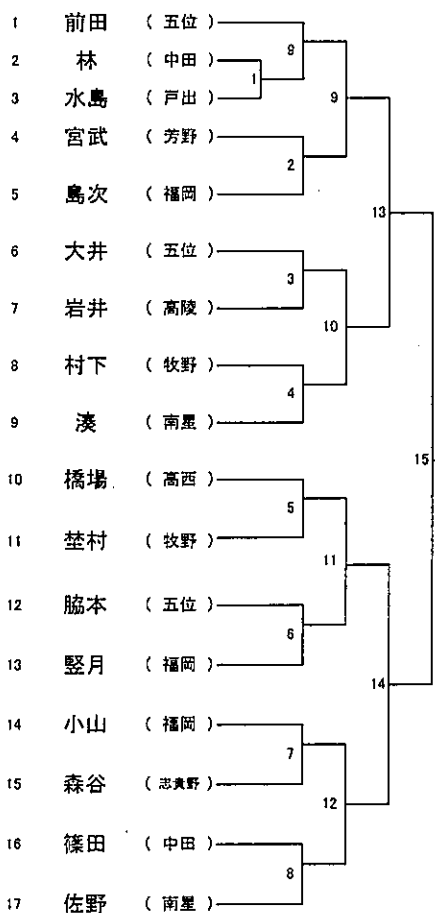 1 前田 ( 五位 )
2 林 ( 中田 )
3 水島 ( 戸出 )
4 宮武 ( 芳野 )
5 島次 ( 福岡 )
6 大井 ( 五位 )
7 岩井 ( 高陵 )
8 村下 ( 牧野 )
9 湊 ( 南星 )
10 橋場 ( 高西 )
11 埜村 ( 牧野 )
12 脇本 ( 五位 )
13 竪月 ( 福岡 )
14 小山 ( 福岡 )
15 森谷 ( 志貴野 )
16 篠田 ( 中田 )
17 佐野 ( 南星 )
1
9
2
3
4
5
6
7
8
9
10
11
12
13
14
15